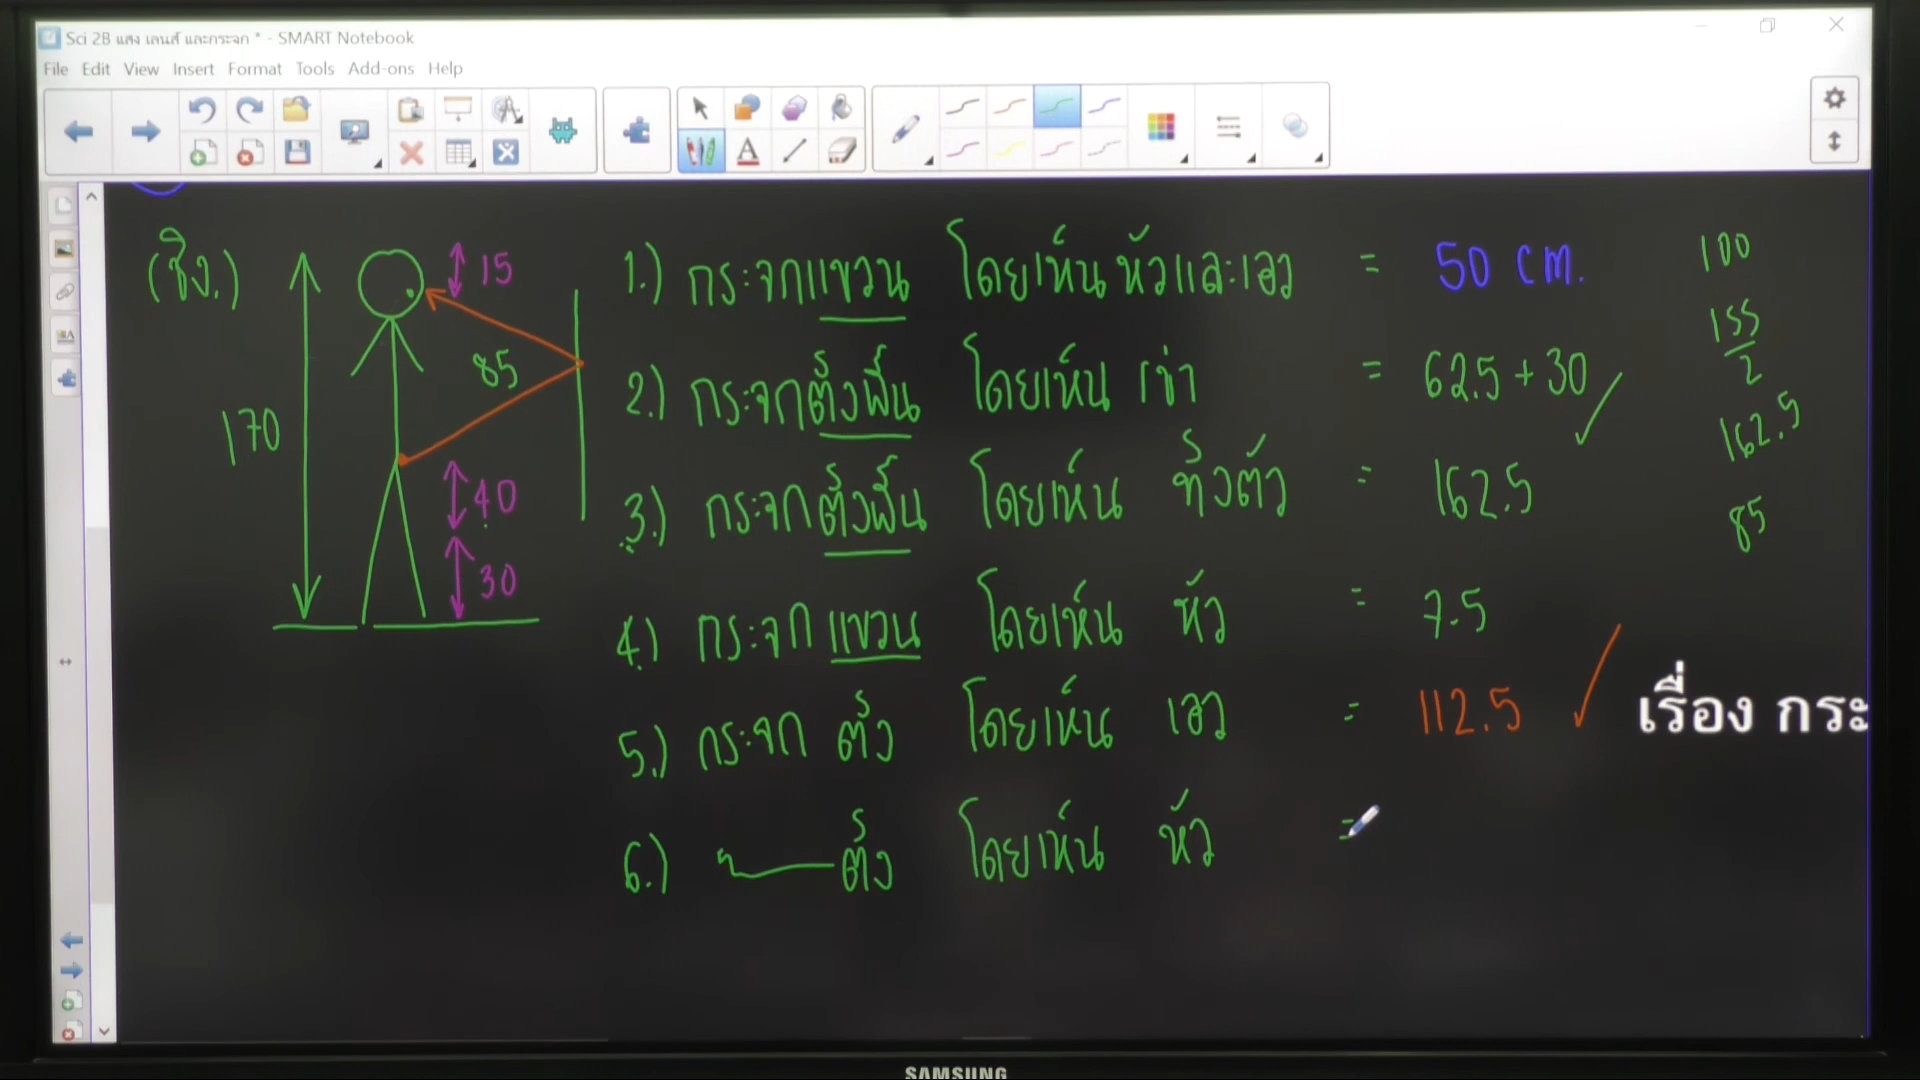 Sci 2B แสง เลนส์ และกระจก * - SMART Notebook
File Edit View Insert Format Tools Add-ons Help
(ชิง.)
15
85
170
40
30
1.) กระจกแขวน โดยเห็นหัวและเอว = 50 cm.
2.) กระจกตั้งพื้น โดยเห็น เข่า = 62.5 + 30
3.) กระจกตั้งพื้น โดยเห็น ทั้งตัว = 162.5
4.) กระจกแขวน โดยเห็น หัว = 7.5
5.) กระจก ตั้ง โดยเห็น เอว = 112.5
6.) ตั้ง โดยเห็น หัว =
100
155
2
162.5
85
เรื่อง กระ
SAMSUNG